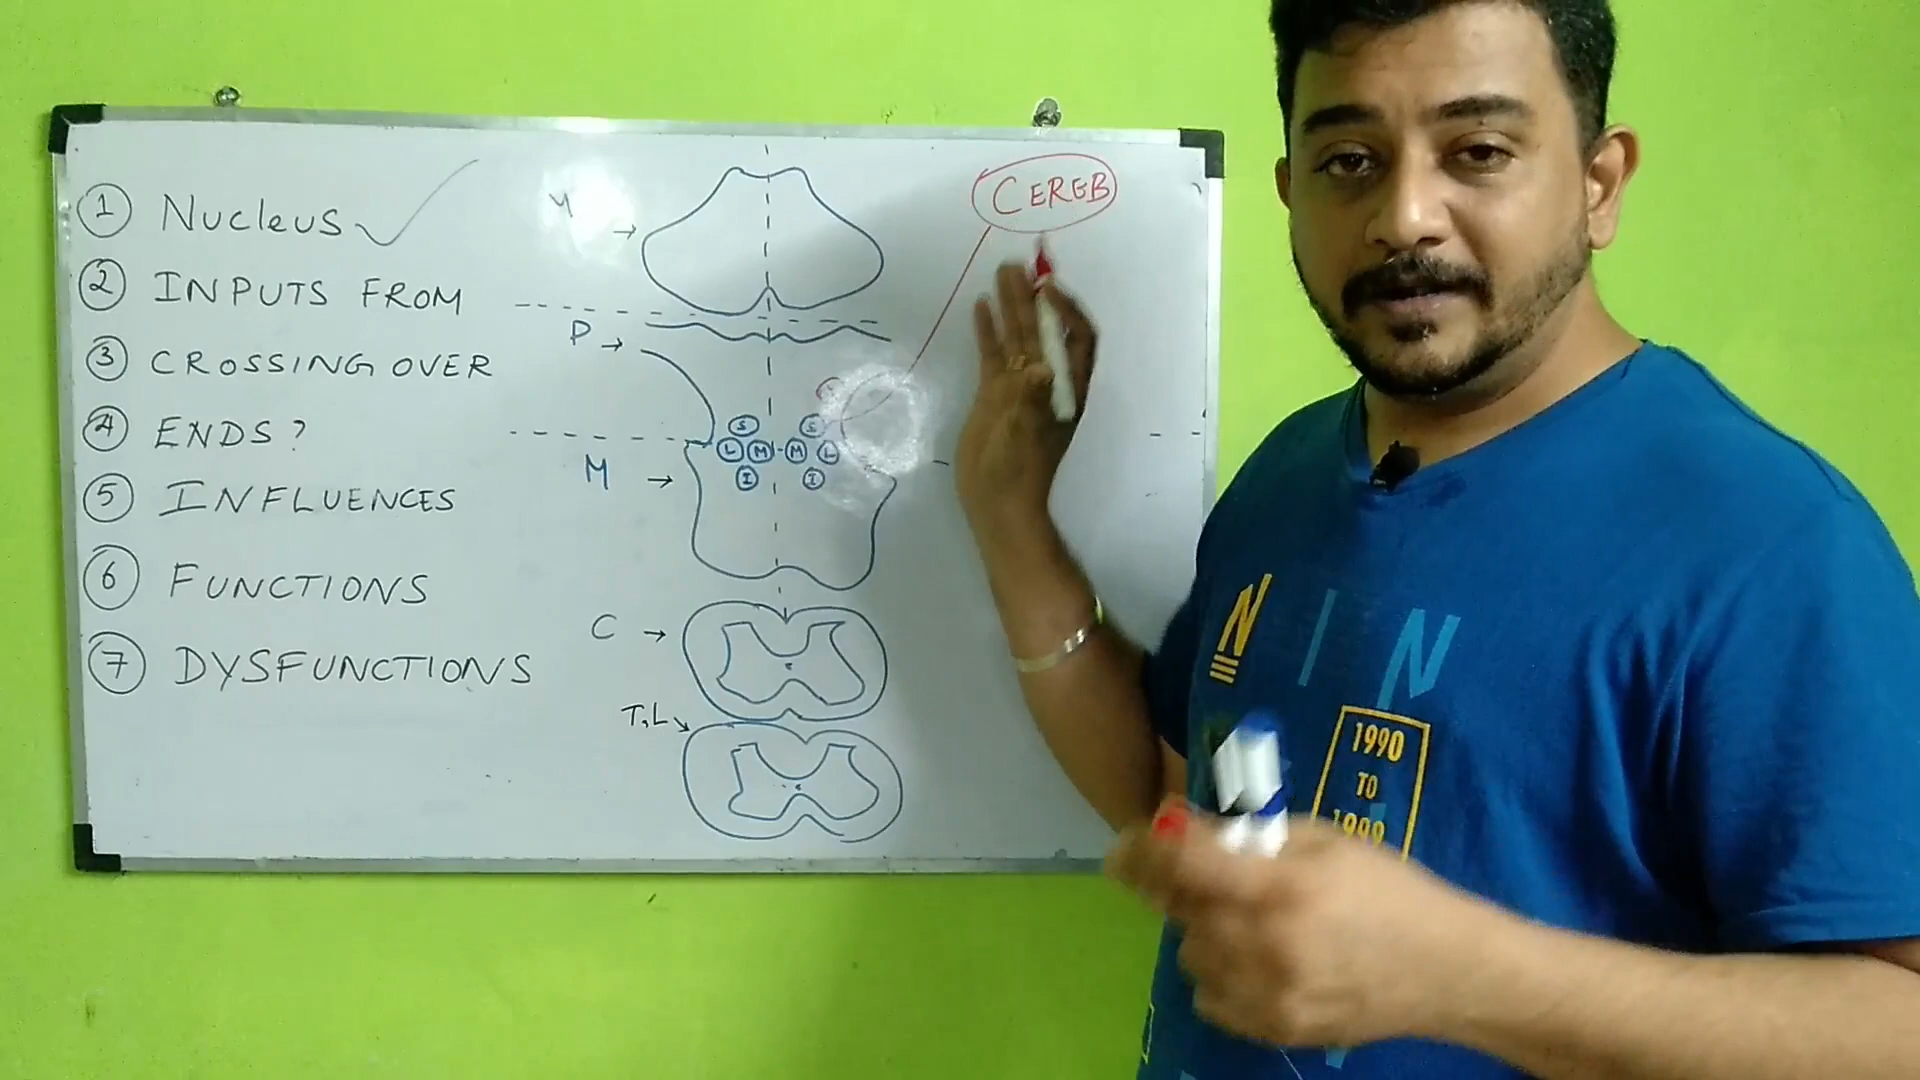 1 Nucleus
2 INPUTS FROM
3 CROSSING OVER
4 ENDS ?
5 INFLUENCES
6 FUNCTIONS
7 DYSFUNCTIONS
CEREB
P →
S S
L M M L
I I
M →
C →
T, L
N I N
1990
TO
1999